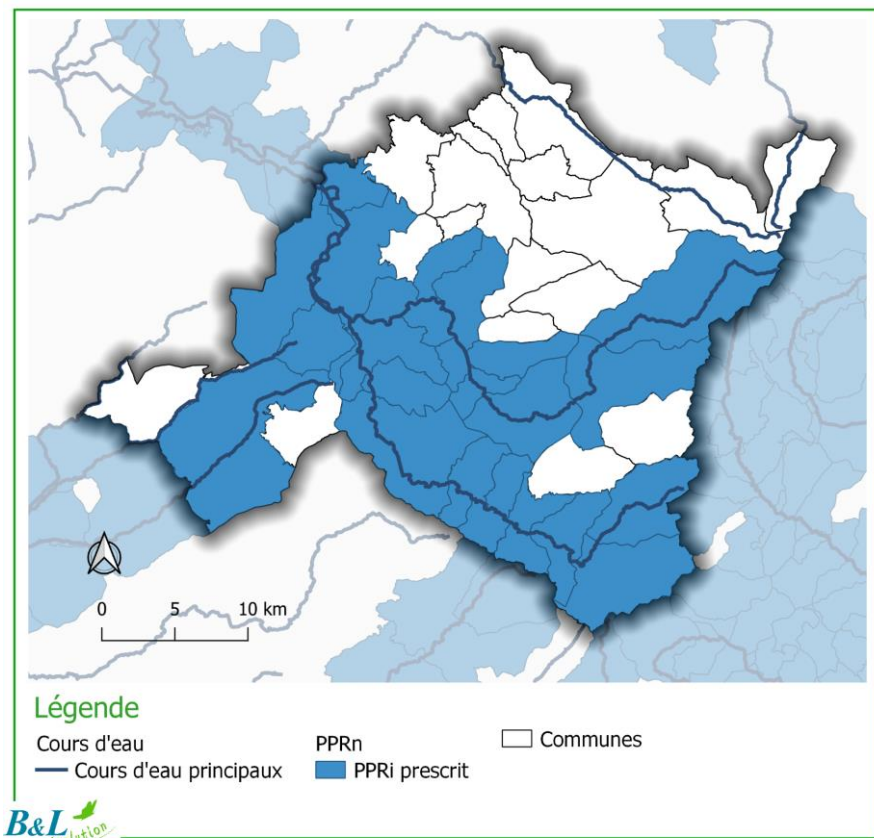 0 5 10 km
Légende
Cours d'eau PPRn Communes
Cours d'eau principaux PPRi prescrit
B&L